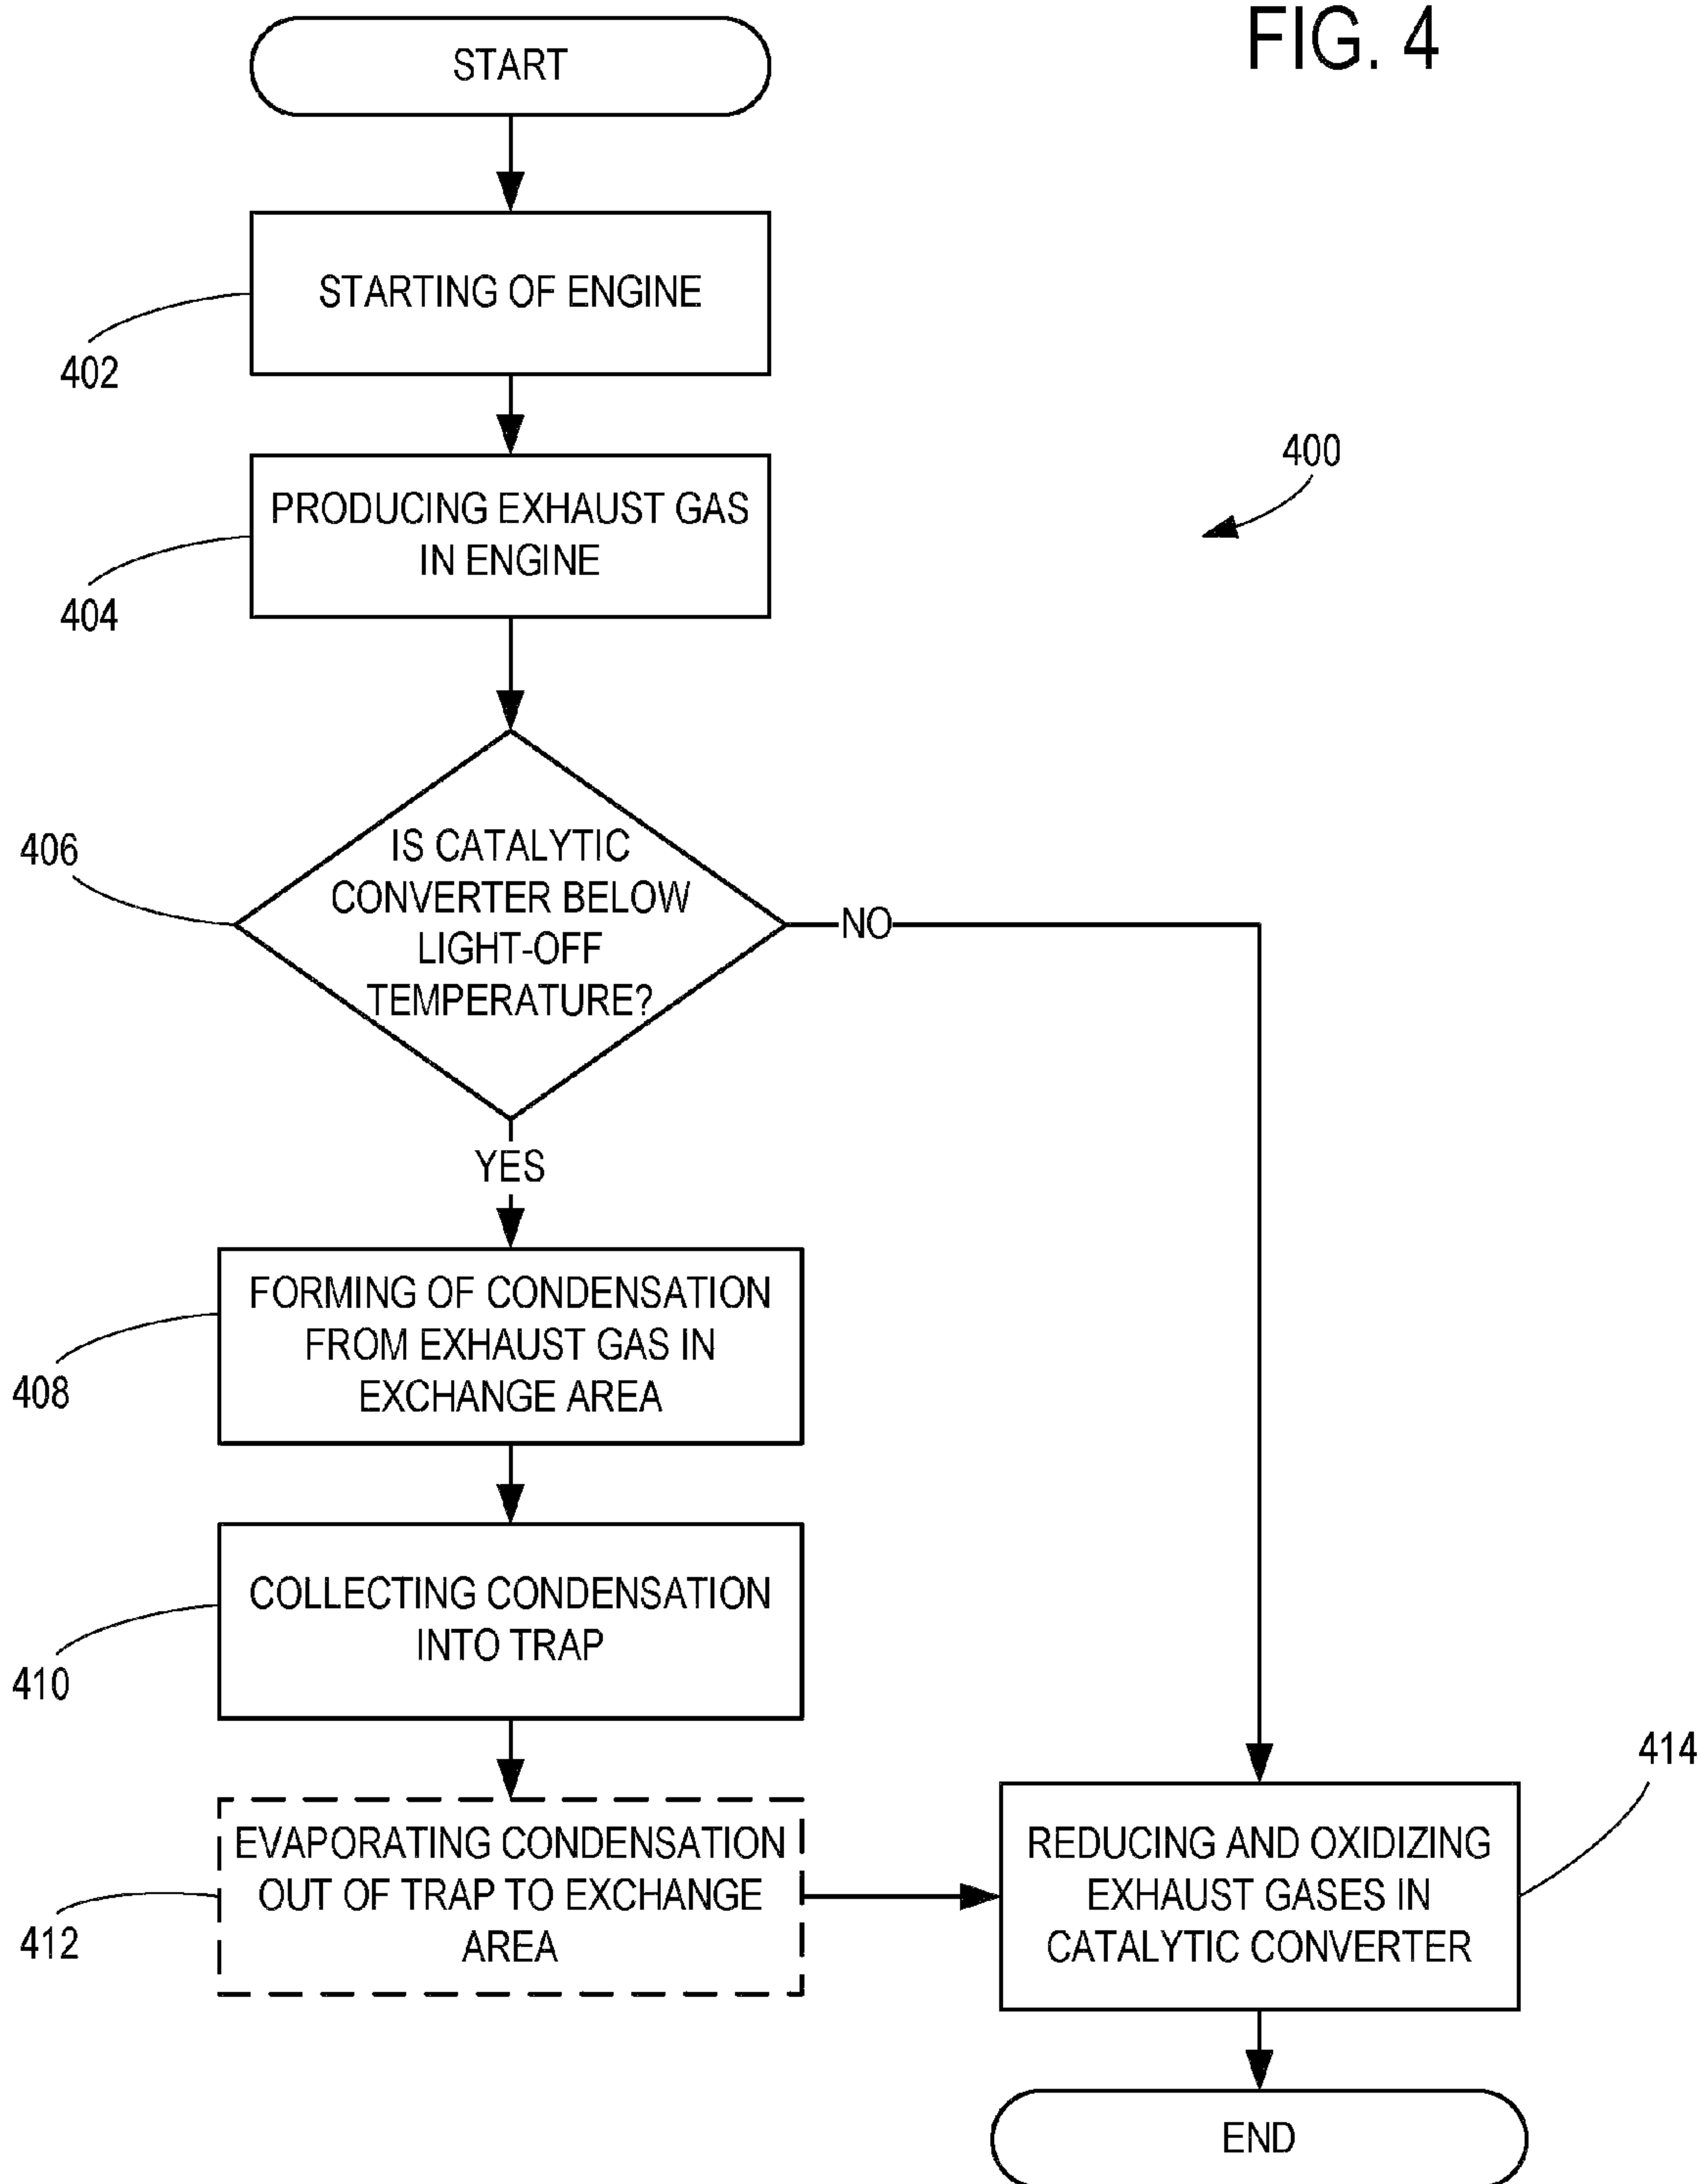 FIG. 4
START
STARTING OF ENGINE
402
PRODUCING EXHAUST GAS
IN ENGINE
404
400
IS CATALYTIC
CONVERTER BELOW
LIGHT-OFF
TEMPERATURE?
406
NO
YES
FORMING OF CONDENSATION
FROM EXHAUST GAS IN
EXCHANGE AREA
408
COLLECTING CONDENSATION
INTO TRAP
410
EVAPORATING CONDENSATION
OUT OF TRAP TO EXCHANGE
AREA
412
414
REDUCING AND OXIDIZING
EXHAUST GASES IN
CATALYTIC CONVERTER
END